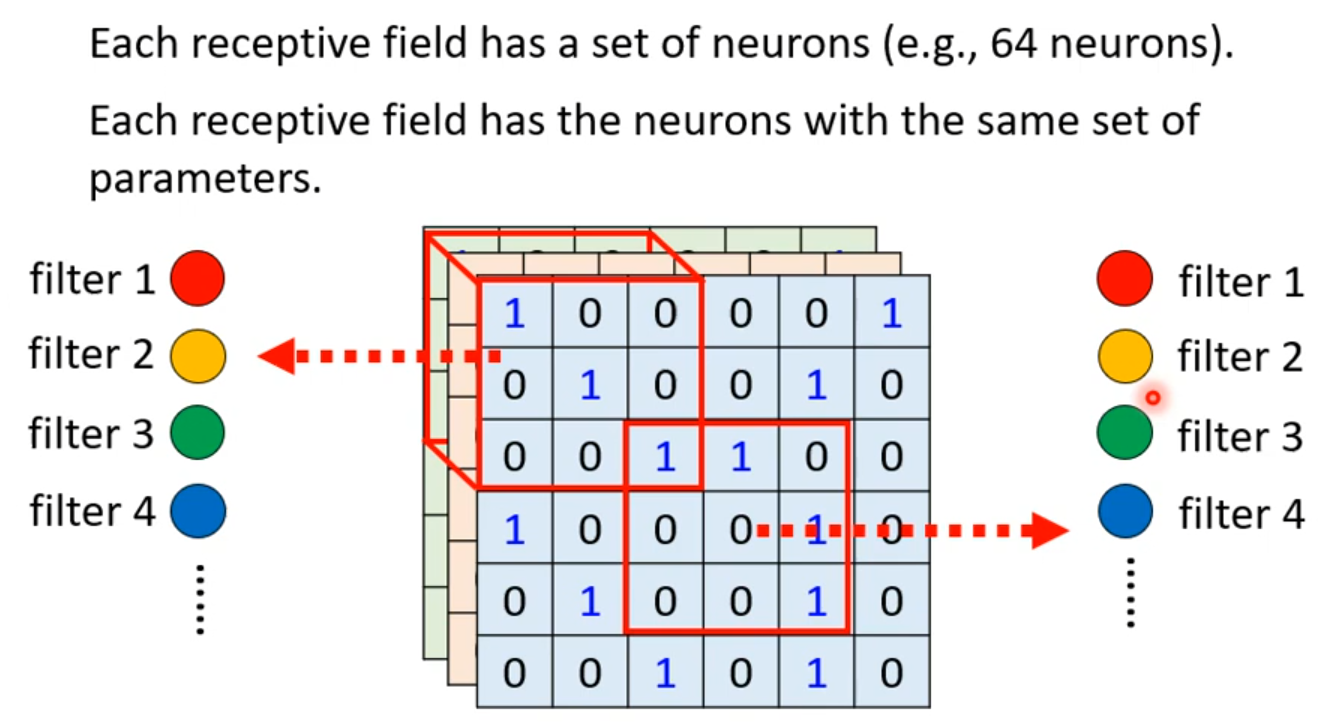 Each receptive field has a set of neurons (e.g., 64 neurons).
Each receptive field has the neurons with the same set of
parameters.
filter 1
filter 2
filter 3
filter 4
1 0 0 0 0 1
0 1 0 0 1 0
0 0 1 1 0 0
1 0 0 0 1 0
0 1 0 0 1 0
0 0 1 0 1 0
filter 1
filter 2
filter 3
filter 4